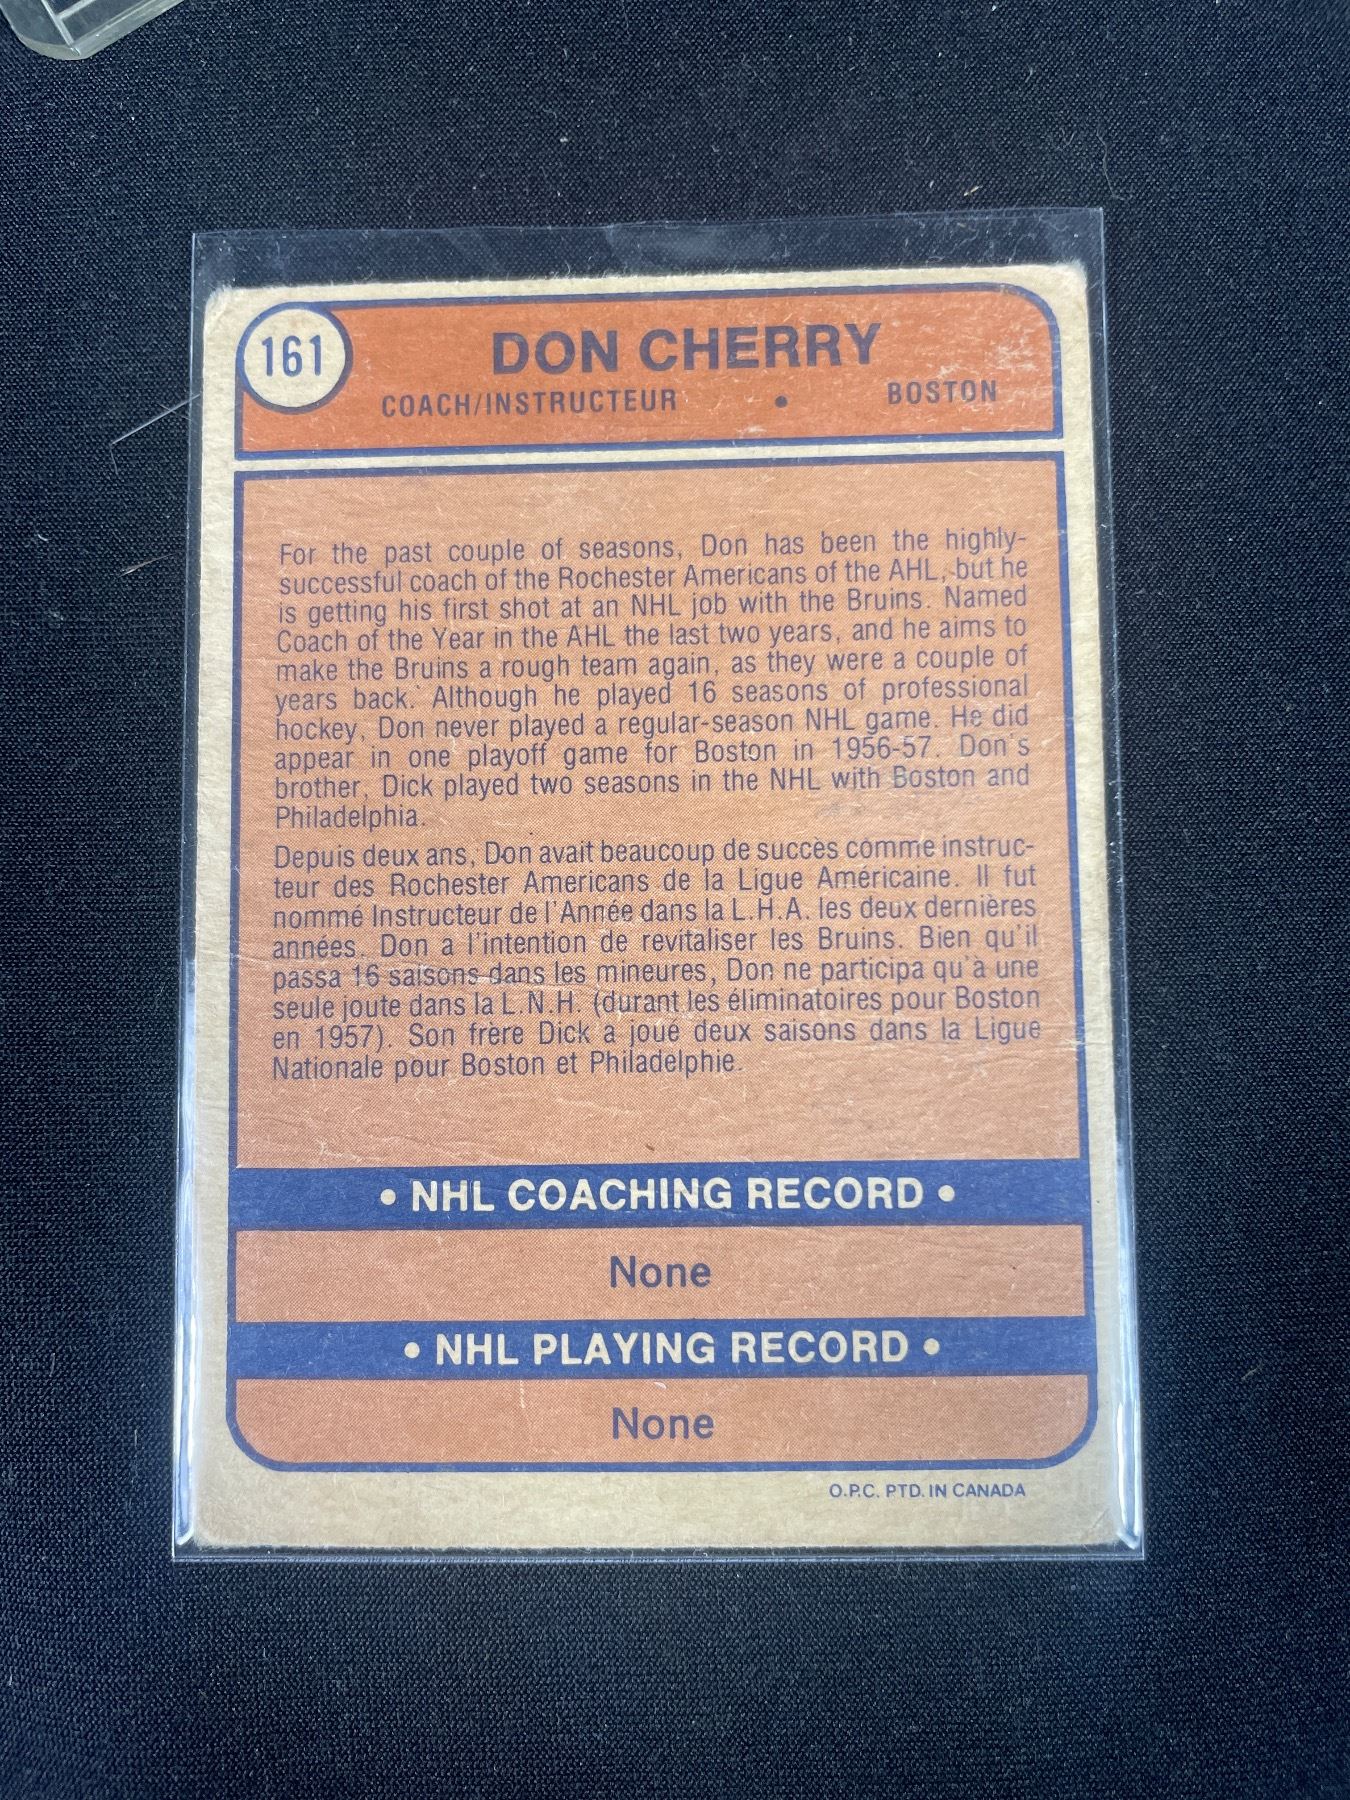 161
DON CHERRY
COACH/INSTRUCTEUR • BOSTON
For the past couple of seasons, Don has been the highly-
successful coach of the Rochester Americans of the AHL, but he
is getting his first shot at an NHL job with the Bruins. Named
Coach of the Year in the AHL the last two years, and he aims to
make the Bruins a rough team again, as they were a couple of
years back. Although he played 16 seasons of professional
hockey, Don never played a regular-season NHL game. He did
appear in one playoff game for Boston in 1956-57. Don's
brother, Dick played two seasons in the NHL with Boston and
Philadelphia.
Depuis deux ans, Don avait beaucoup de succès comme instruc-
teur des Rochester Americans de la Ligue Américaine. Il fut
nommé Instructeur de l'Année dans la L.H.A. les deux dernières
années. Don a l'intention de revitaliser les Bruins. Bien qu'il
passa 16 saisons dans les mineures, Don ne participa qu'à une
seule joute dans la L.N.H. (durant les éliminatoires pour Boston
en 1957). Son frère Dick a joué deux saisons dans la Ligue
Nationale pour Boston et Philadelphie.
• NHL COACHING RECORD •
None
• NHL PLAYING RECORD •
None
O.P.C. PTD. IN CANADA